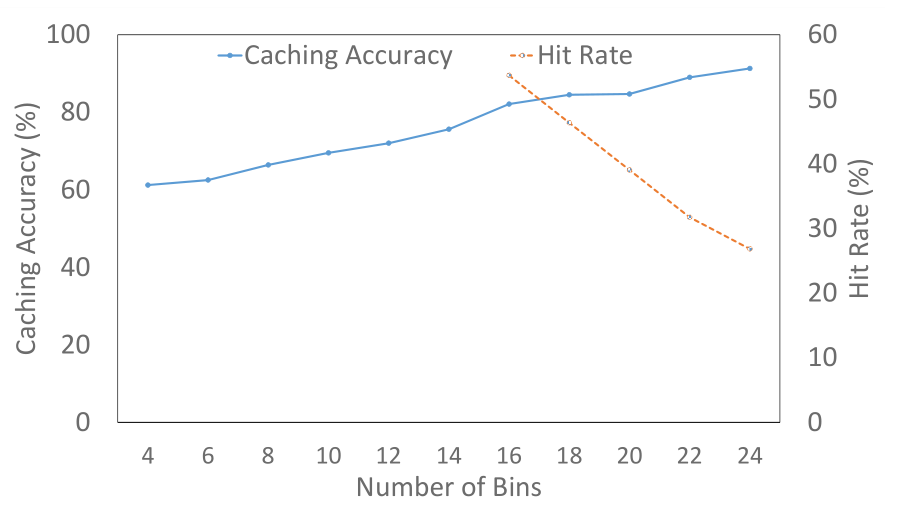 Caching Accuracy
Hit Rate
100
80
60
40
20
0
Caching Accuracy (%)
60
50
40
30
20
10
0
Hit Rate (%)
4 6 8 10 12 14 16 18 20 22 24
Number of Bins